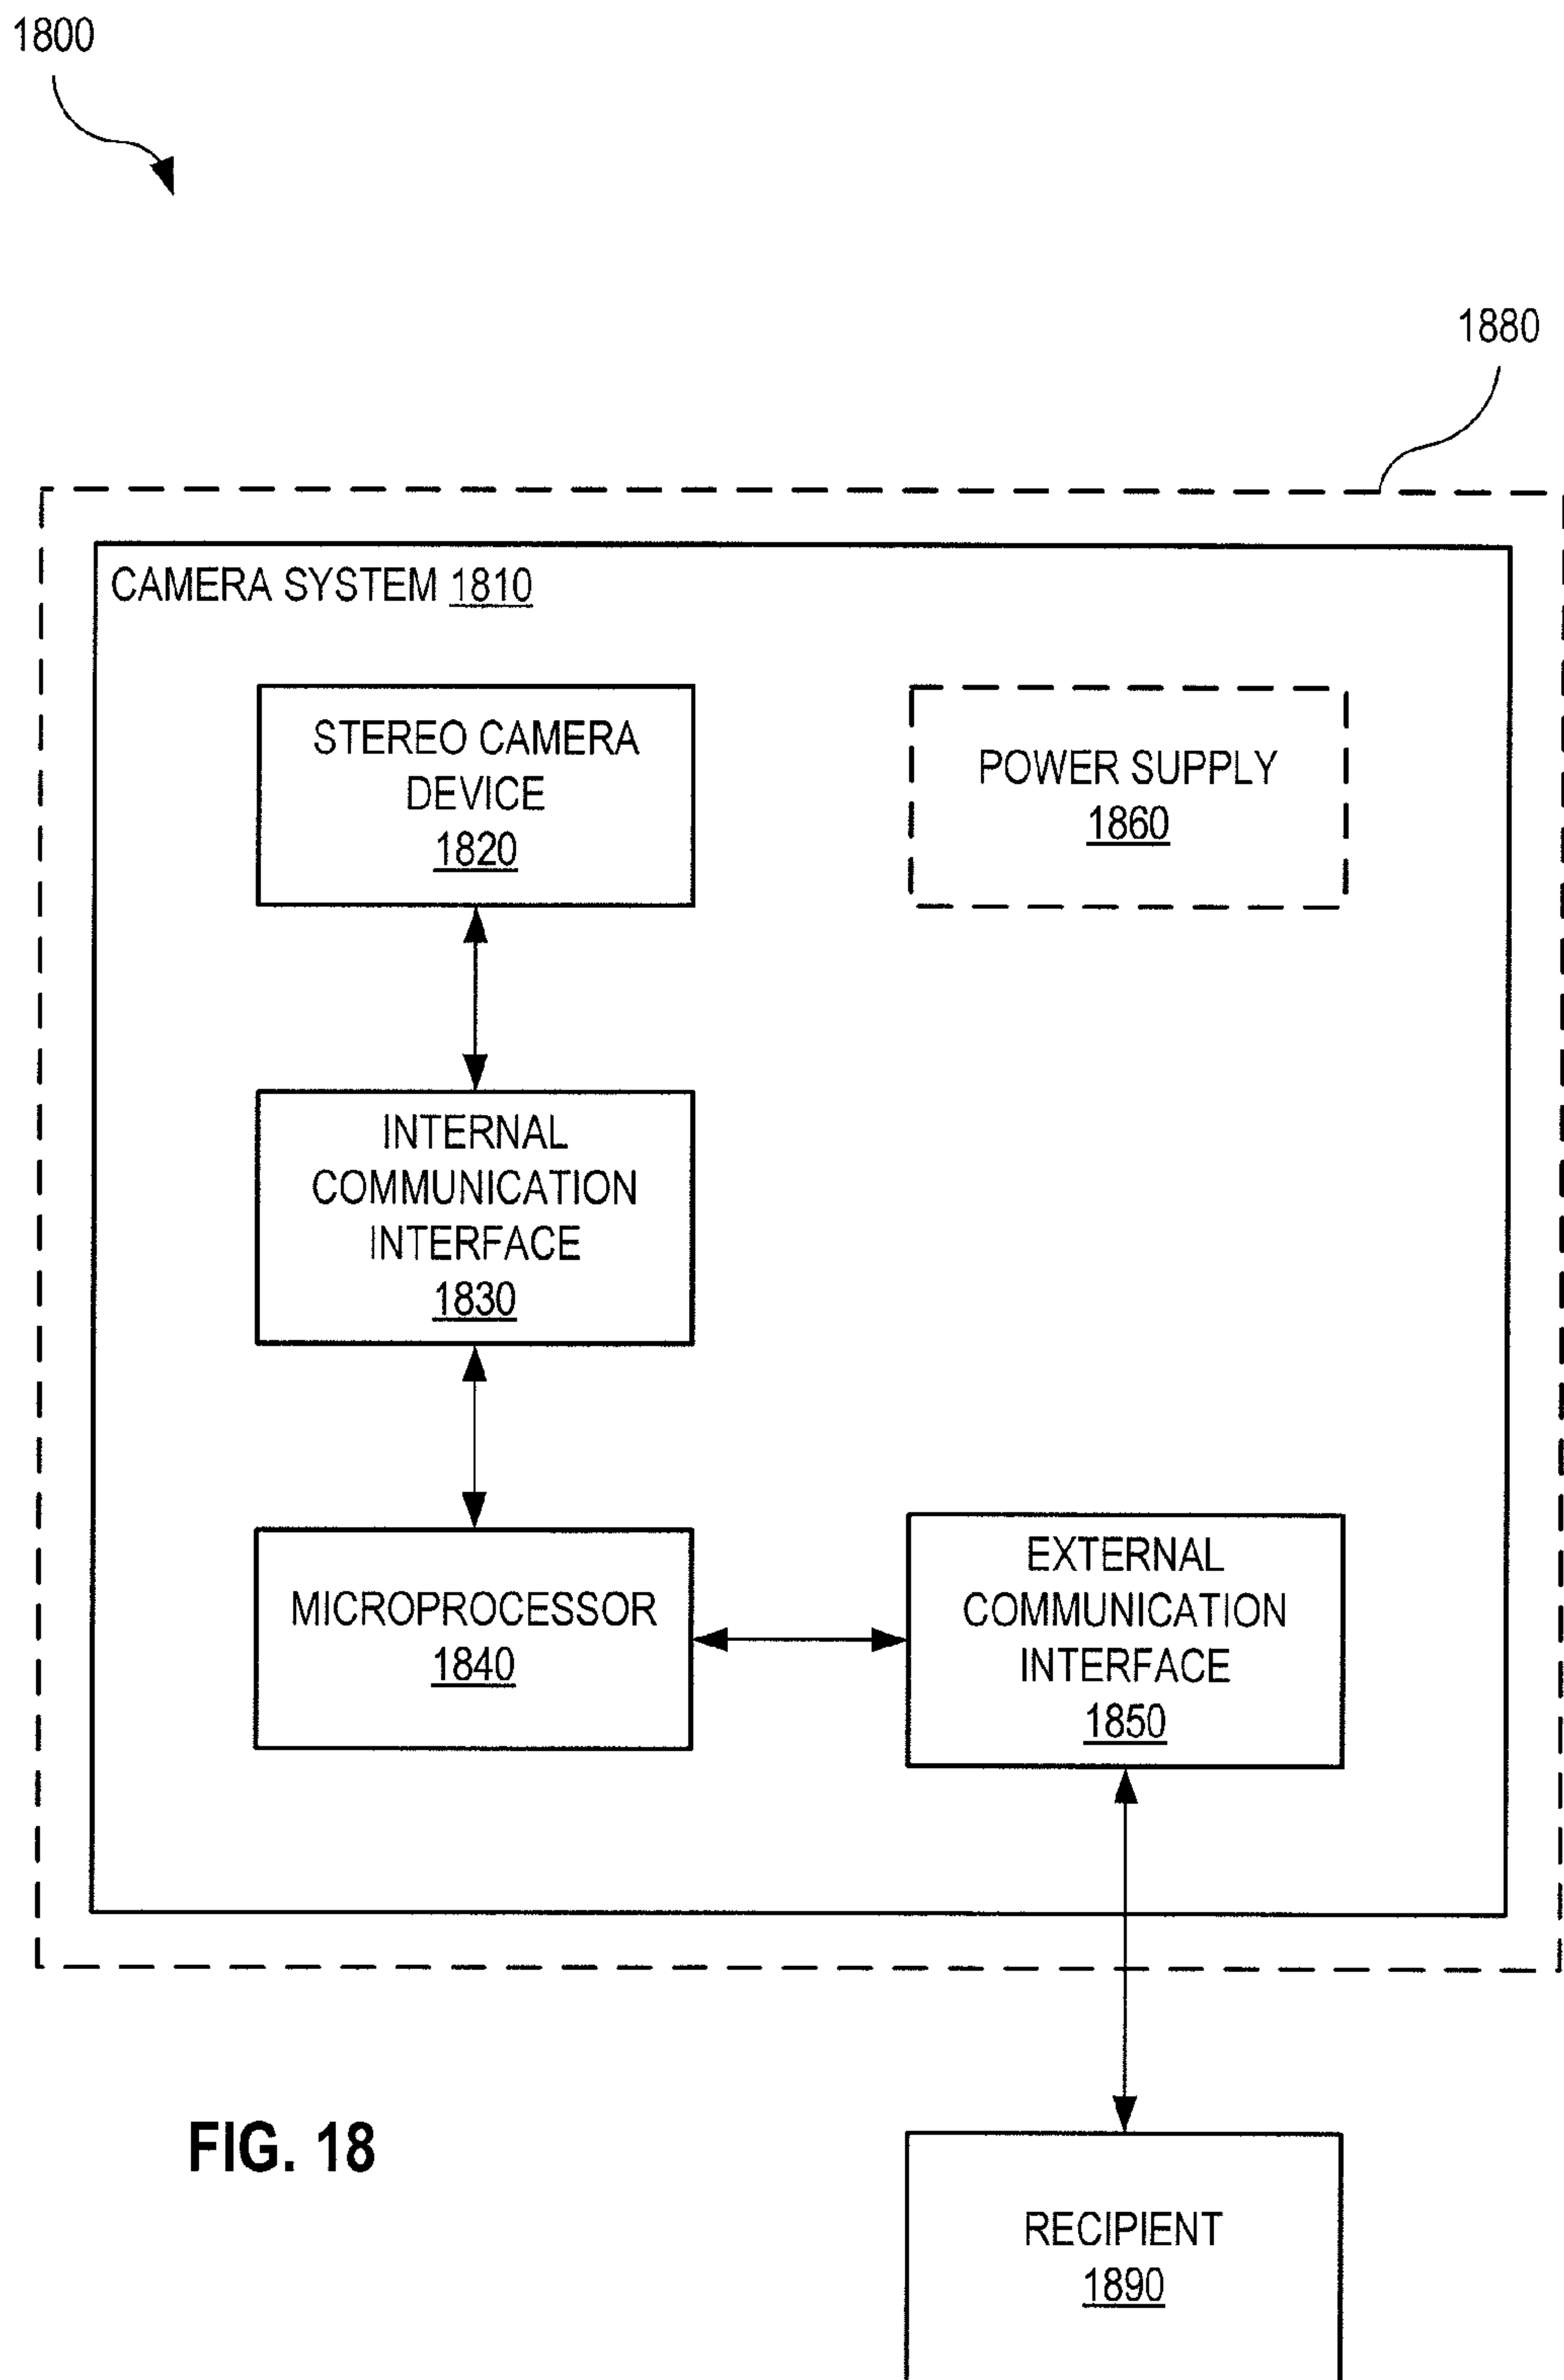 1800
1880
CAMERA SYSTEM 1810
STEREO CAMERA
DEVICE
1820
POWER SUPPLY
1860
INTERNAL
COMMUNICATION
INTERFACE
1830
MICROPROCESSOR
1840
EXTERNAL
COMMUNICATION
INTERFACE
1850
FIG. 18
RECIPIENT
1890